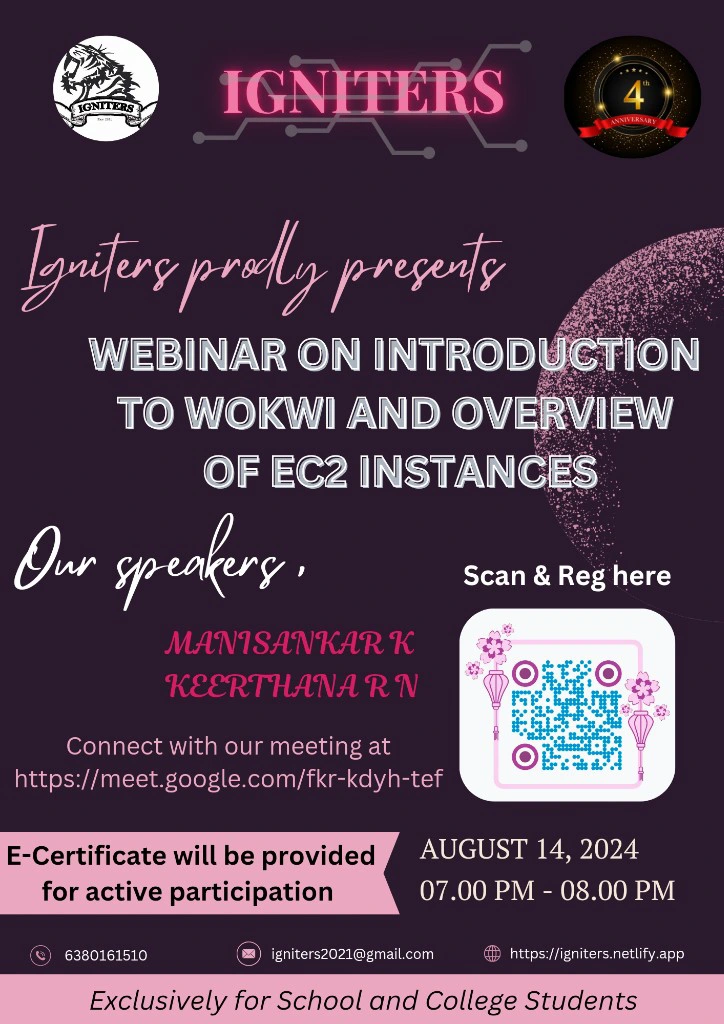 IGNITERS
IGNITERS
4th
ANNIVERSARY
Igniters prodly presents
WEBINAR ON INTRODUCTION
TO WOKWI AND OVERVIEW
OF EC2 INSTANCES
Our speakers ,
Scan & Reg here
MANISANKAR K
KEERTHANA R N
Connect with our meeting at
https://meet.google.com/fkr-kdyh-tef
E-Certificate will be provided
for active participation
AUGUST 14, 2024
07.00 PM - 08.00 PM
6380161510
igniters2021@gmail.com
https://igniters.netlify.app
Exclusively for School and College Students